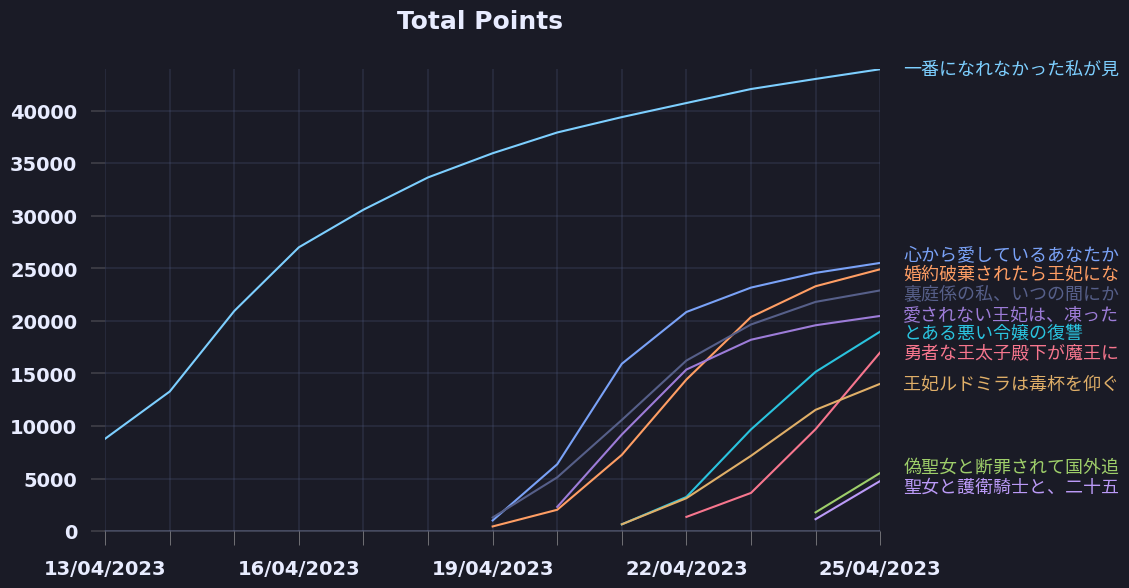 Total Points
一番になれなかった私が見
40000
35000
30000
心から愛しているあなたか
25000
婚約破棄されたら王妃にな
裏庭係の私、いつの間にか
愛されない王妃は、凍った
20000
とある悪い令嬢の復讐
勇者な王太子殿下が魔王に
15000
王妃ルドミラは毒杯を仰ぐ
10000
偽聖女と断罪されて国外追
5000
聖女と護衛騎士と、二十五
0
13/04/2023 16/04/2023 19/04/2023 22/04/2023 25/04/2023